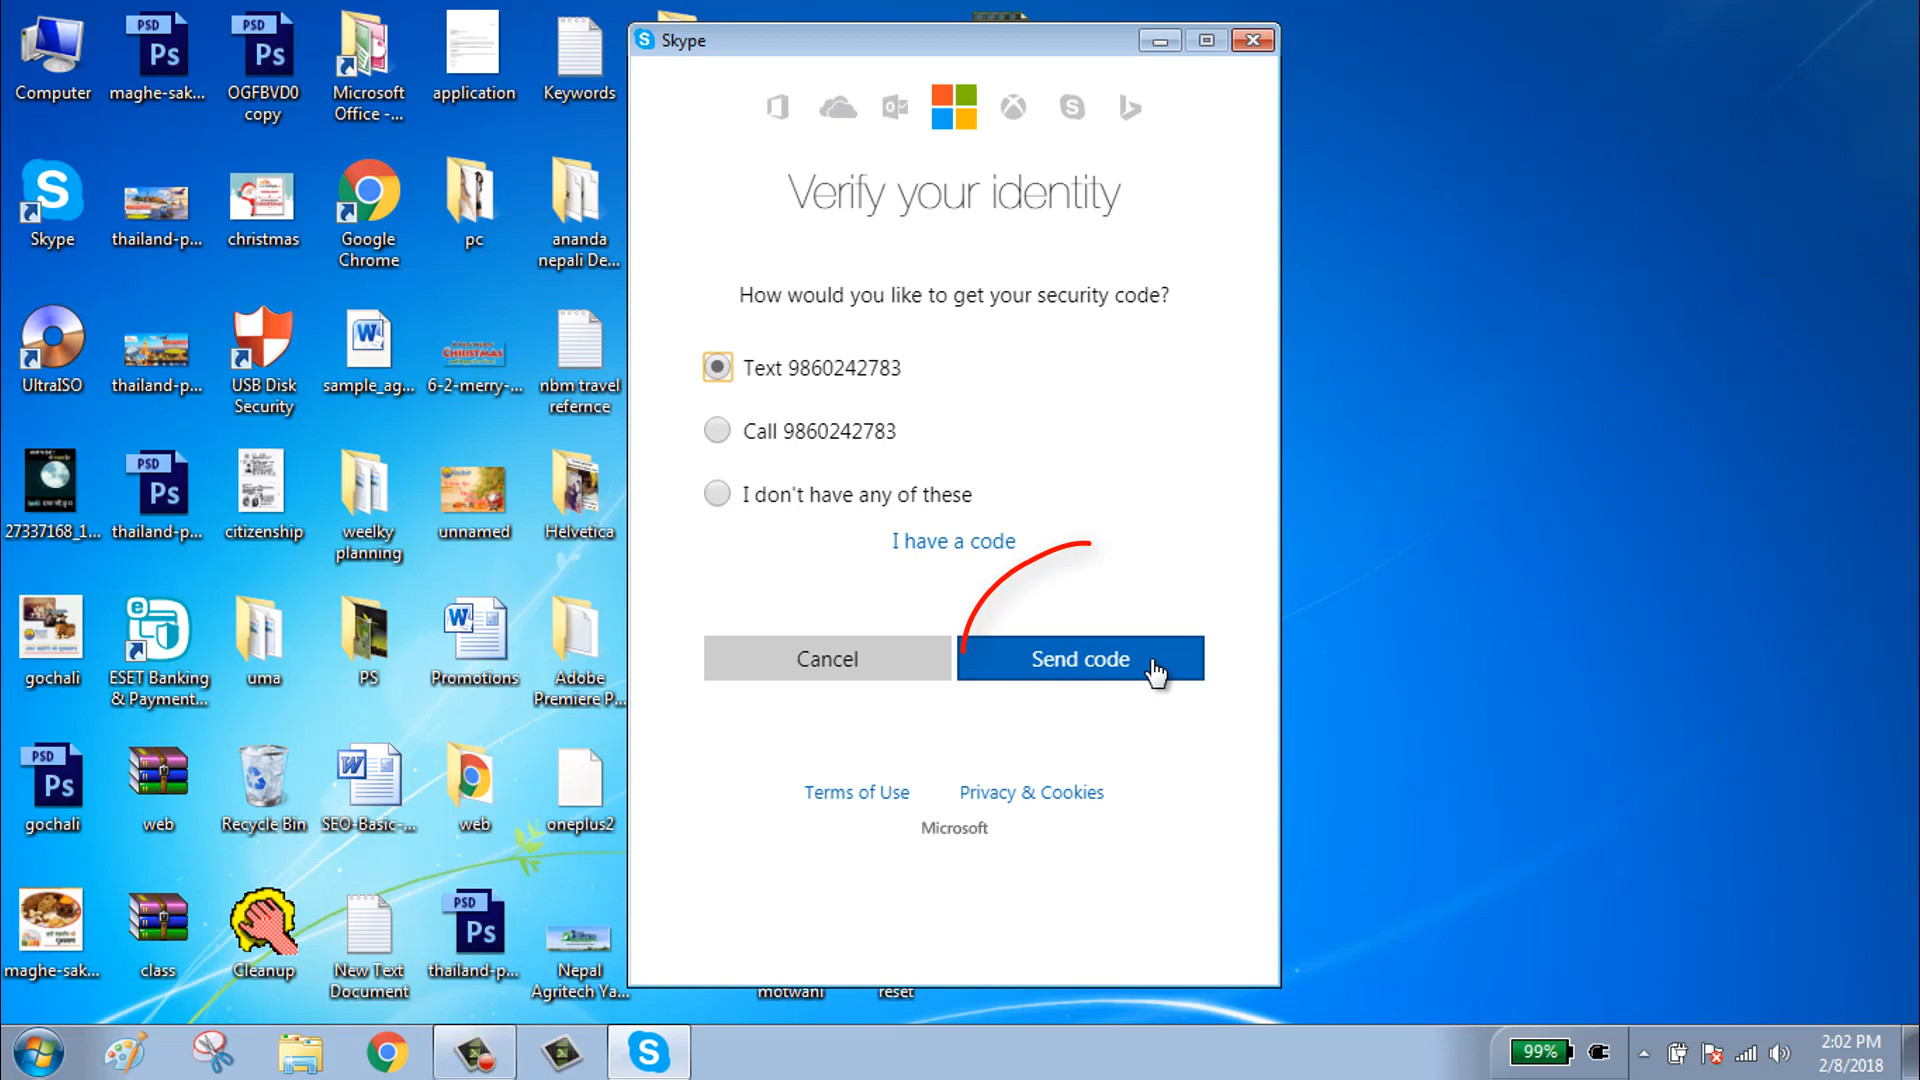 Computer
maghe-sak...
OGFBVD0
copy
Microsoft
Office -...
application
Keywords
Skype
thailand-p...
christmas
Google
Chrome
pc
ananda
nepali De...
UltraISO
thailand-p...
USB Disk
Security
sample_ag...
6-2-merry-...
nbm travel
refernce
27337168_1...
thailand-p...
citizenship
weelky
planning
unnamed
Helvetica
gochali
ESET Banking
& Payment...
uma
PS
Promotions
Adobe
Premiere P...
gochali
web
Recycle Bin
SEO-Basic-...
web
oneplus2
maghe-sak...
class
Cleanup
New Text
Document
thailand-p...
Nepal
Agritech Ya...
motwani
reset
Skype
Verify your identity
How would you like to get your security code?
Text 9860242783
Call 9860242783
I don't have any of these
I have a code
Cancel
Send code
Terms of Use
Privacy & Cookies
Microsoft
99%
2:02 PM
2/8/2018